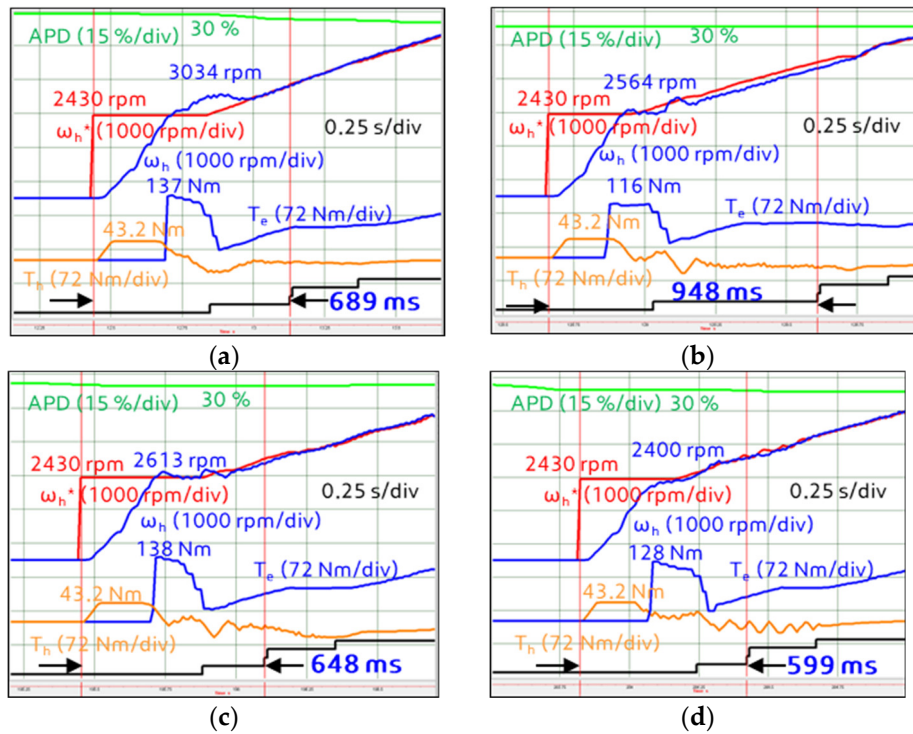 APD (15 %/div) 30 %
3034 rpm
2430 rpm
ωh* (1000 rpm/div)
0.25 s/div
ωh (1000 rpm/div)
137 Nm
Te (72 Nm/div)
43.2 Nm
Th (72 Nm/div)
689 ms
(a)
APD (15 %/div) 30 %
2564 rpm
2430 rpm
ωh* (1000 rpm/div)
0.25 s/div
ωh (1000 rpm/div)
116 Nm
Te (72 Nm/div)
43.2 Nm
Th (72 Nm/div)
948 ms
(b)
APD (15 %/div) 30 %
2430 rpm 2613 rpm
ωh* (1000 rpm/div)
0.25 s/div
ωh (1000 rpm/div)
138 Nm
Te (72 Nm/div)
43.2 Nm
Th (72 Nm/div)
648 ms
(c)
APD (15 %/div) 30 %
2400 rpm
2430 rpm
ωh* (1000 rpm/div)
0.25 s/div
ωh (1000 rpm/div)
128 Nm
Te (72 Nm/div)
43.2 Nm
Th (72 Nm/div)
599 ms
(d)